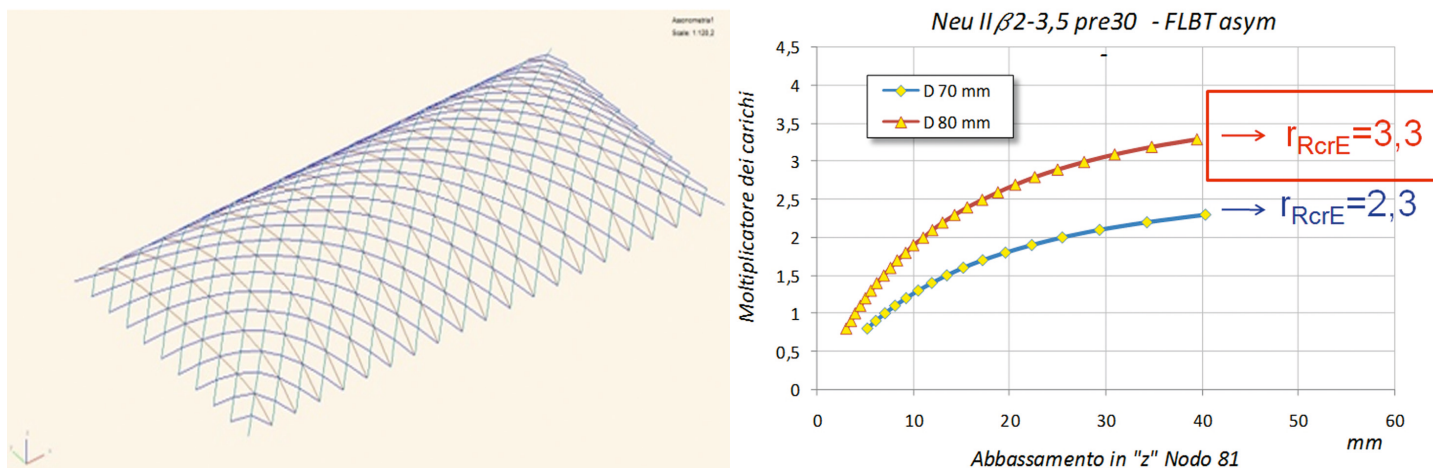 Assonometria1
Scale: 1:120,2
Neu II β2-3,5 pre30 - FLBT asym
Moltiplicatore dei carichi
4,5
4
3,5
3
2,5
2
1,5
1
0,5
0
D 70 mm
D 80 mm
r_RcrE=3,3
r_RcrE=2,3
0 10 20 30 40 50 60
mm
Abbassamento in "z" Nodo 81